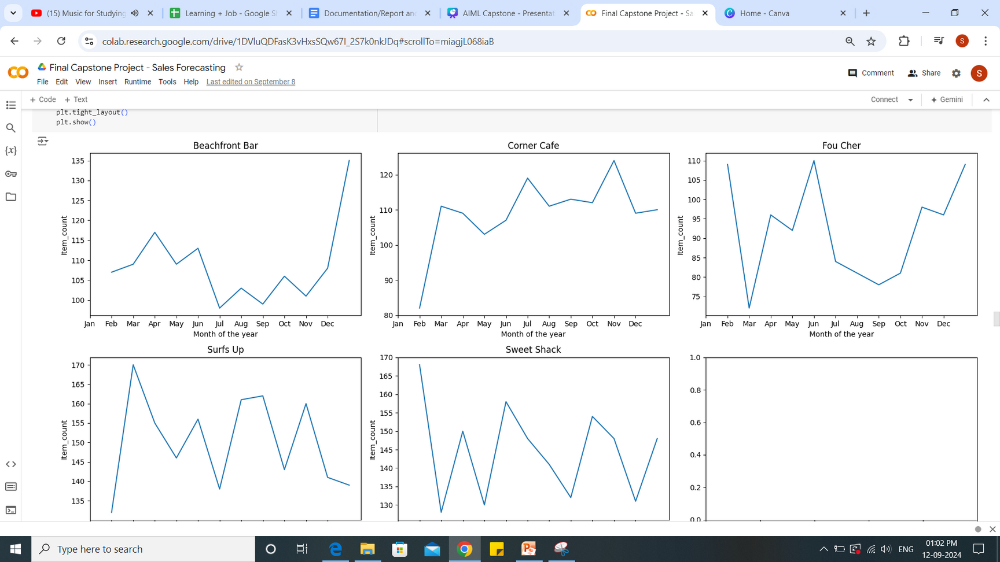 (15) Music for Studying
Learning + Job - Google Sl
Documentation/Report and
AIML Capstone - Presentat
Final Capstone Project - Sa
Home - Canva
colab.research.google.com/drive/1DVluQDFasK3vHxsSQw67I_2S7k0nkJDq#scrollTo=miagjL068iaB
S
Final Capstone Project - Sales Forecasting
File Edit View Insert Runtime Tools Help Last edited on September 8
Comment Share S
+ Code + Text
Connect Gemini
plt.tight_layout()
plt.show()
{x}
Beachfront Bar
135
130
125
120
115
110
105
100
Item_count
Jan Feb Mar Apr May Jun Jul Aug Sep Oct Nov Dec
Month of the year
Corner Cafe
120
110
100
90
80
Item_count
Jan Feb Mar Apr May Jun Jul Aug Sep Oct Nov Dec
Month of the year
Fou Cher
110
105
100
95
90
85
80
75
Item_count
Jan Feb Mar Apr May Jun Jul Aug Sep Oct Nov Dec
Month of the year
Surfs Up
170
165
160
155
150
145
140
135
Item_count
Sweet Shack
170
165
160
155
150
145
140
135
130
Item_count
1.0
0.8
0.6
0.4
0.2
0.0
Type here to search
ENG
01:02 PM
12-09-2024